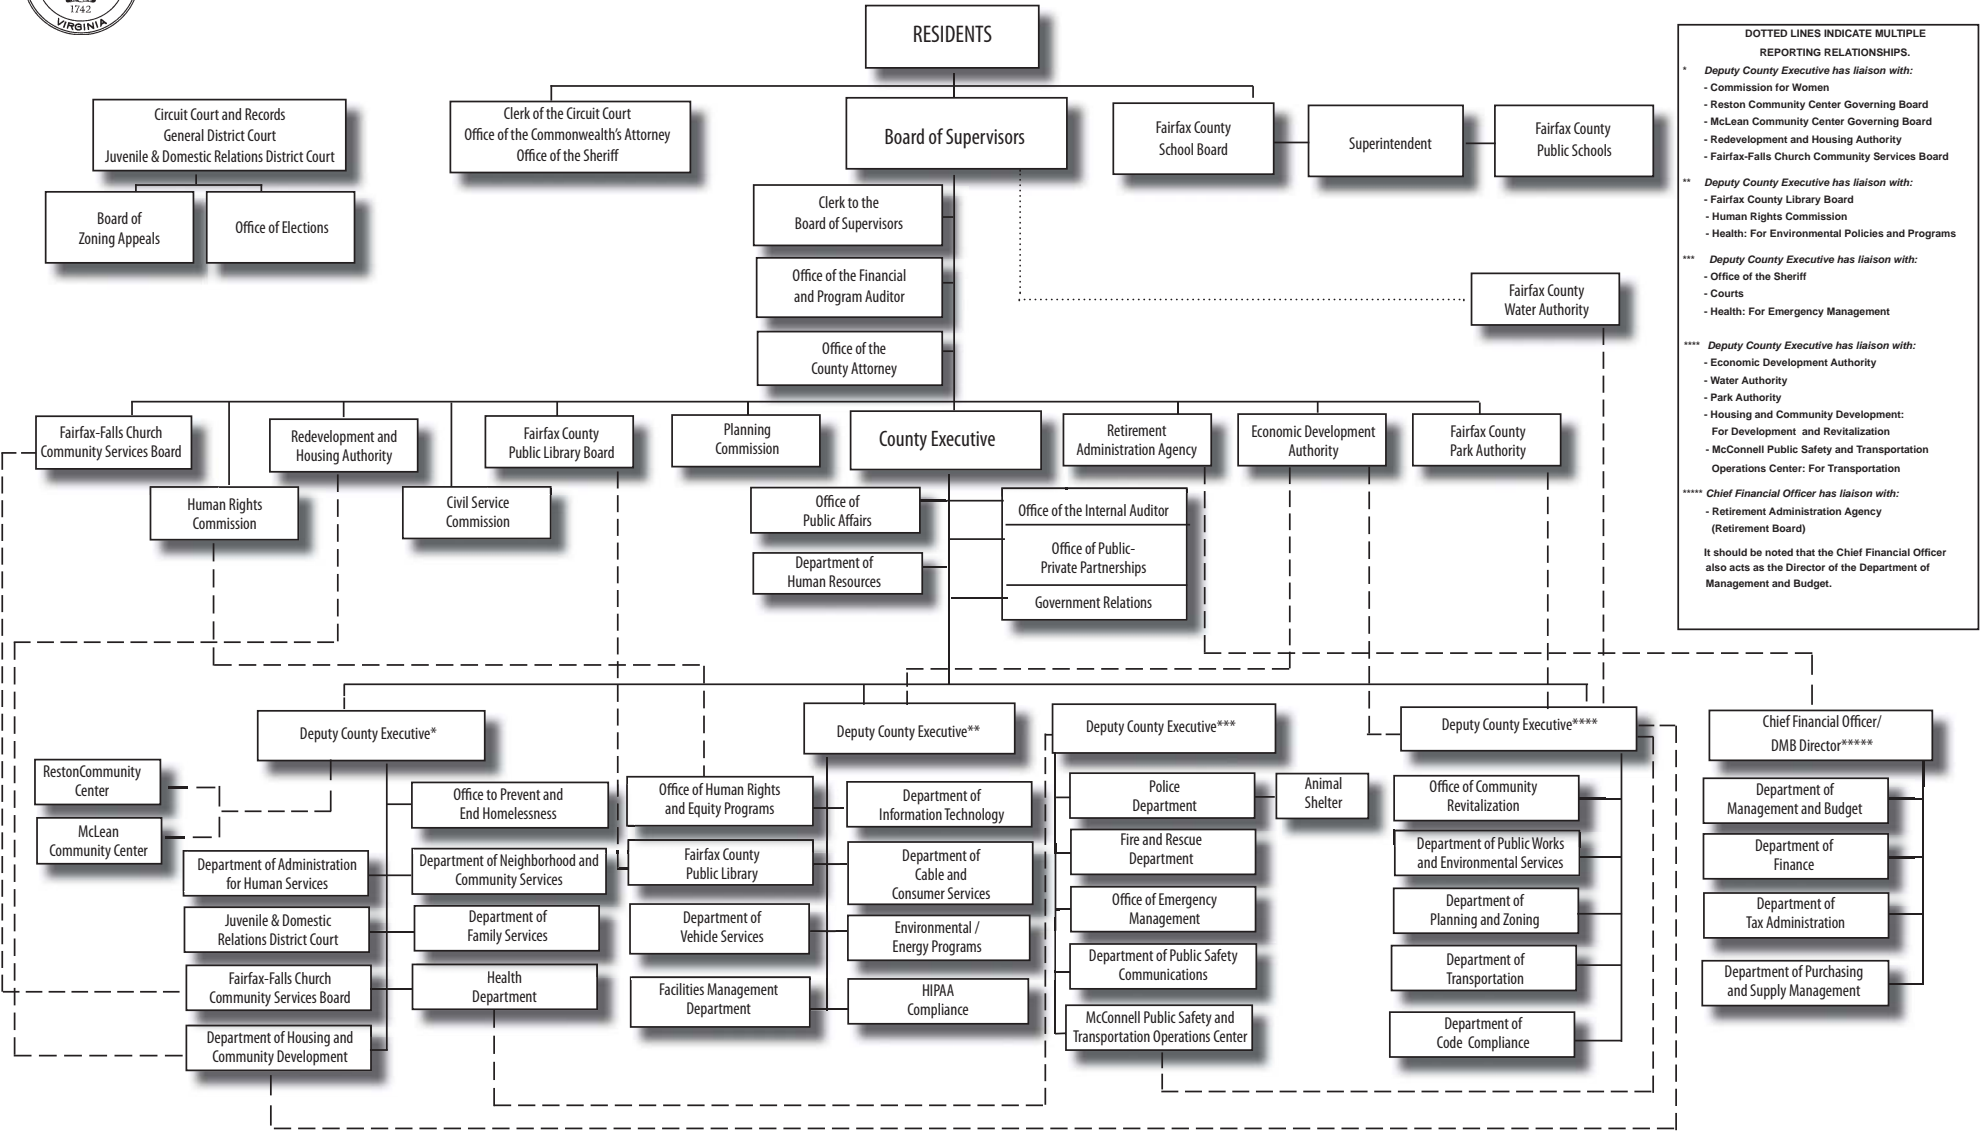 1742
VIRGINIA
RESIDENTS
Circuit Court and Records
General District Court
Juvenile & Domestic Relations District Court
Board of
Zoning Appeals
Office of Elections
Clerk of the Circuit Court
Office of the Commonwealth's Attorney
Office of the Sheriff
Board of Supervisors
Fairfax County
School Board
Superintendent
Fairfax County
Public Schools
Clerk to the
Board of Supervisors
Office of the Financial
and Program Auditor
Office of the
County Attorney
Fairfax County
Water Authority
Fairfax-Falls Church
Community Services Board
Redevelopment and
Housing Authority
Fairfax County
Public Library Board
Planning
Commission
County Executive
Retirement
Administration Agency
Economic Development
Authority
Fairfax County
Park Authority
Human Rights
Commission
Civil Service
Commission
Office of
Public Affairs
Department of
Human Resources
Office of the Internal Auditor
Office of Public-
Private Partnerships
Government Relations
Deputy County Executive*
RestonCommunity
Center
McLean
Community Center
Office to Prevent and
End Homelessness
Department of Administration
for Human Services
Department of Neighborhood and
Community Services
Juvenile & Domestic
Relations District Court
Department of
Family Services
Fairfax-Falls Church
Community Services Board
Health
Department
Department of Housing and
Community Development
Deputy County Executive**
Office of Human Rights
and Equity Programs
Department of
Information Technology
Fairfax County
Public Library
Department of
Cable and
Consumer Services
Department of
Vehicle Services
Environmental /
Energy Programs
Facilities Management
Department
HIPAA
Compliance
Deputy County Executive***
Police
Department
Animal
Shelter
Fire and Rescue
Department
Office of Emergency
Management
Department of Public Safety
Communications
McConnell Public Safety and
Transportation Operations Center
Deputy County Executive****
Office of Community
Revitalization
Department of Public Works
and Environmental Services
Department of
Planning and Zoning
Department of
Transportation
Department of
Code Compliance
Chief Financial Officer/
DMB Director*****
Department of
Management and Budget
Department of
Finance
Department of
Tax Administration
Department of Purchasing
and Supply Management
DOTTED LINES INDICATE MULTIPLE
REPORTING RELATIONSHIPS.
* Deputy County Executive has liaison with:
- Commission for Women
- Reston Community Center Governing Board
- McLean Community Center Governing Board
- Redevelopment and Housing Authority
- Fairfax-Falls Church Community Services Board
** Deputy County Executive has liaison with:
- Fairfax County Library Board
- Human Rights Commission
- Health: For Environmental Policies and Programs
*** Deputy County Executive has liaison with:
- Office of the Sheriff
- Courts
- Health: For Emergency Management
**** Deputy County Executive has liaison with:
- Economic Development Authority
- Water Authority
- Park Authority
- Housing and Community Development:
For Development and Revitalization
- McConnell Public Safety and Transportation
Operations Center: For Transportation
***** Chief Financial Officer has liaison with:
- Retirement Administration Agency
(Retirement Board)
It should be noted that the Chief Financial Officer
also acts as the Director of the Department of
Management and Budget.